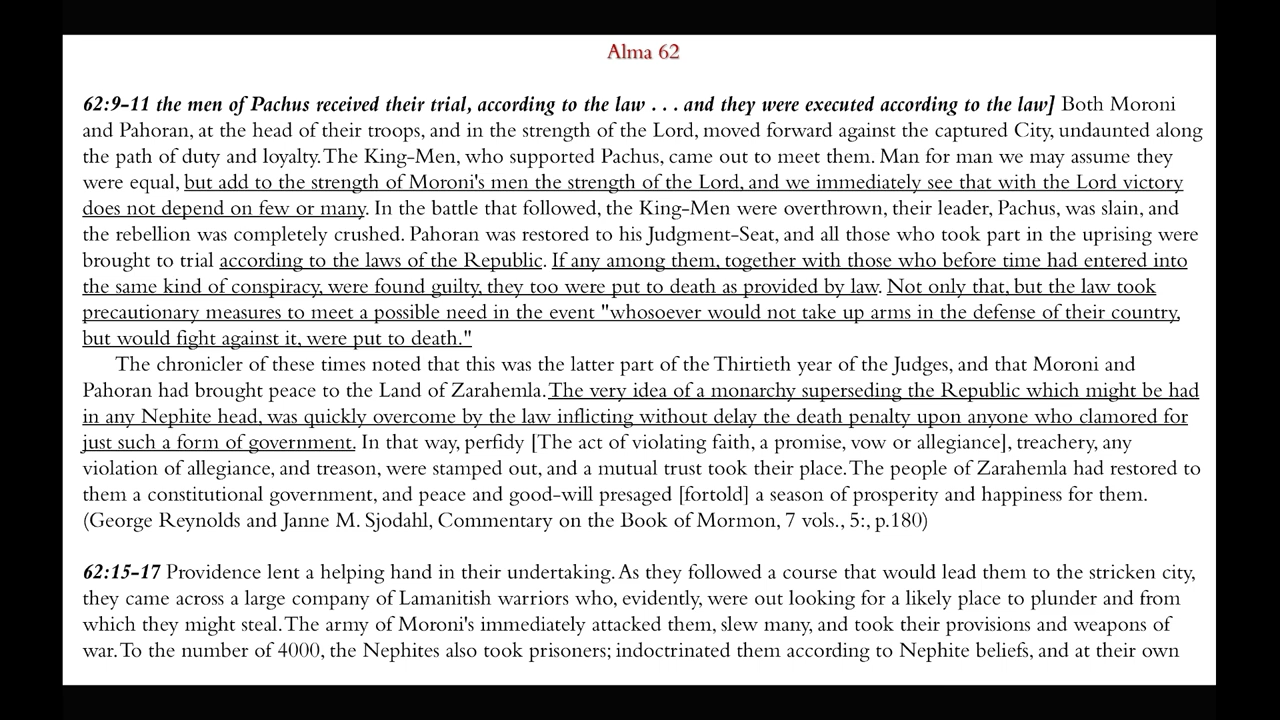 Alma 62
62:9-11 the men of Pachus received their trial, according to the law . . . and they were executed according to the law] Both Moroni
and Pahoran, at the head of their troops, and in the strength of the Lord, moved forward against the captured City, undaunted along
the path of duty and loyalty. The King-Men, who supported Pachus, came out to meet them. Man for man we may assume they
were equal, but add to the strength of Moroni's men the strength of the Lord, and we immediately see that with the Lord victory
does not depend on few or many. In the battle that followed, the King-Men were overthrown, their leader, Pachus, was slain, and
the rebellion was completely crushed. Pahoran was restored to his Judgment-Seat, and all those who took part in the uprising were
brought to trial according to the laws of the Republic. If any among them, together with those who before time had entered into
the same kind of conspiracy, were found guilty, they too were put to death as provided by law. Not only that, but the law took
precautionary measures to meet a possible need in the event "whosoever would not take up arms in the defense of their country,
but would fight against it, were put to death."
The chronicler of these times noted that this was the latter part of the Thirtieth year of the Judges, and that Moroni and
Pahoran had brought peace to the Land of Zarahemla. The very idea of a monarchy superseding the Republic which might be had
in any Nephite head, was quickly overcome by the law inflicting without delay the death penalty upon anyone who clamored for
just such a form of government. In that way, perfidy [The act of violating faith, a promise, vow or allegiance], treachery, any
violation of allegiance, and treason, were stamped out, and a mutual trust took their place. The people of Zarahemla had restored to
them a constitutional government, and peace and good-will presaged [fortold] a season of prosperity and happiness for them.
(George Reynolds and Janne M. Sjodahl, Commentary on the Book of Mormon, 7 vols., 5:, p.180)
62:15-17 Providence lent a helping hand in their undertaking. As they followed a course that would lead them to the stricken city,
they came across a large company of Lamanitish warriors who, evidently, were out looking for a likely place to plunder and from
which they might steal. The army of Moroni's immediately attacked them, slew many, and took their provisions and weapons of
war. To the number of 4000, the Nephites also took prisoners; indoctrinated them according to Nephite beliefs, and at their own